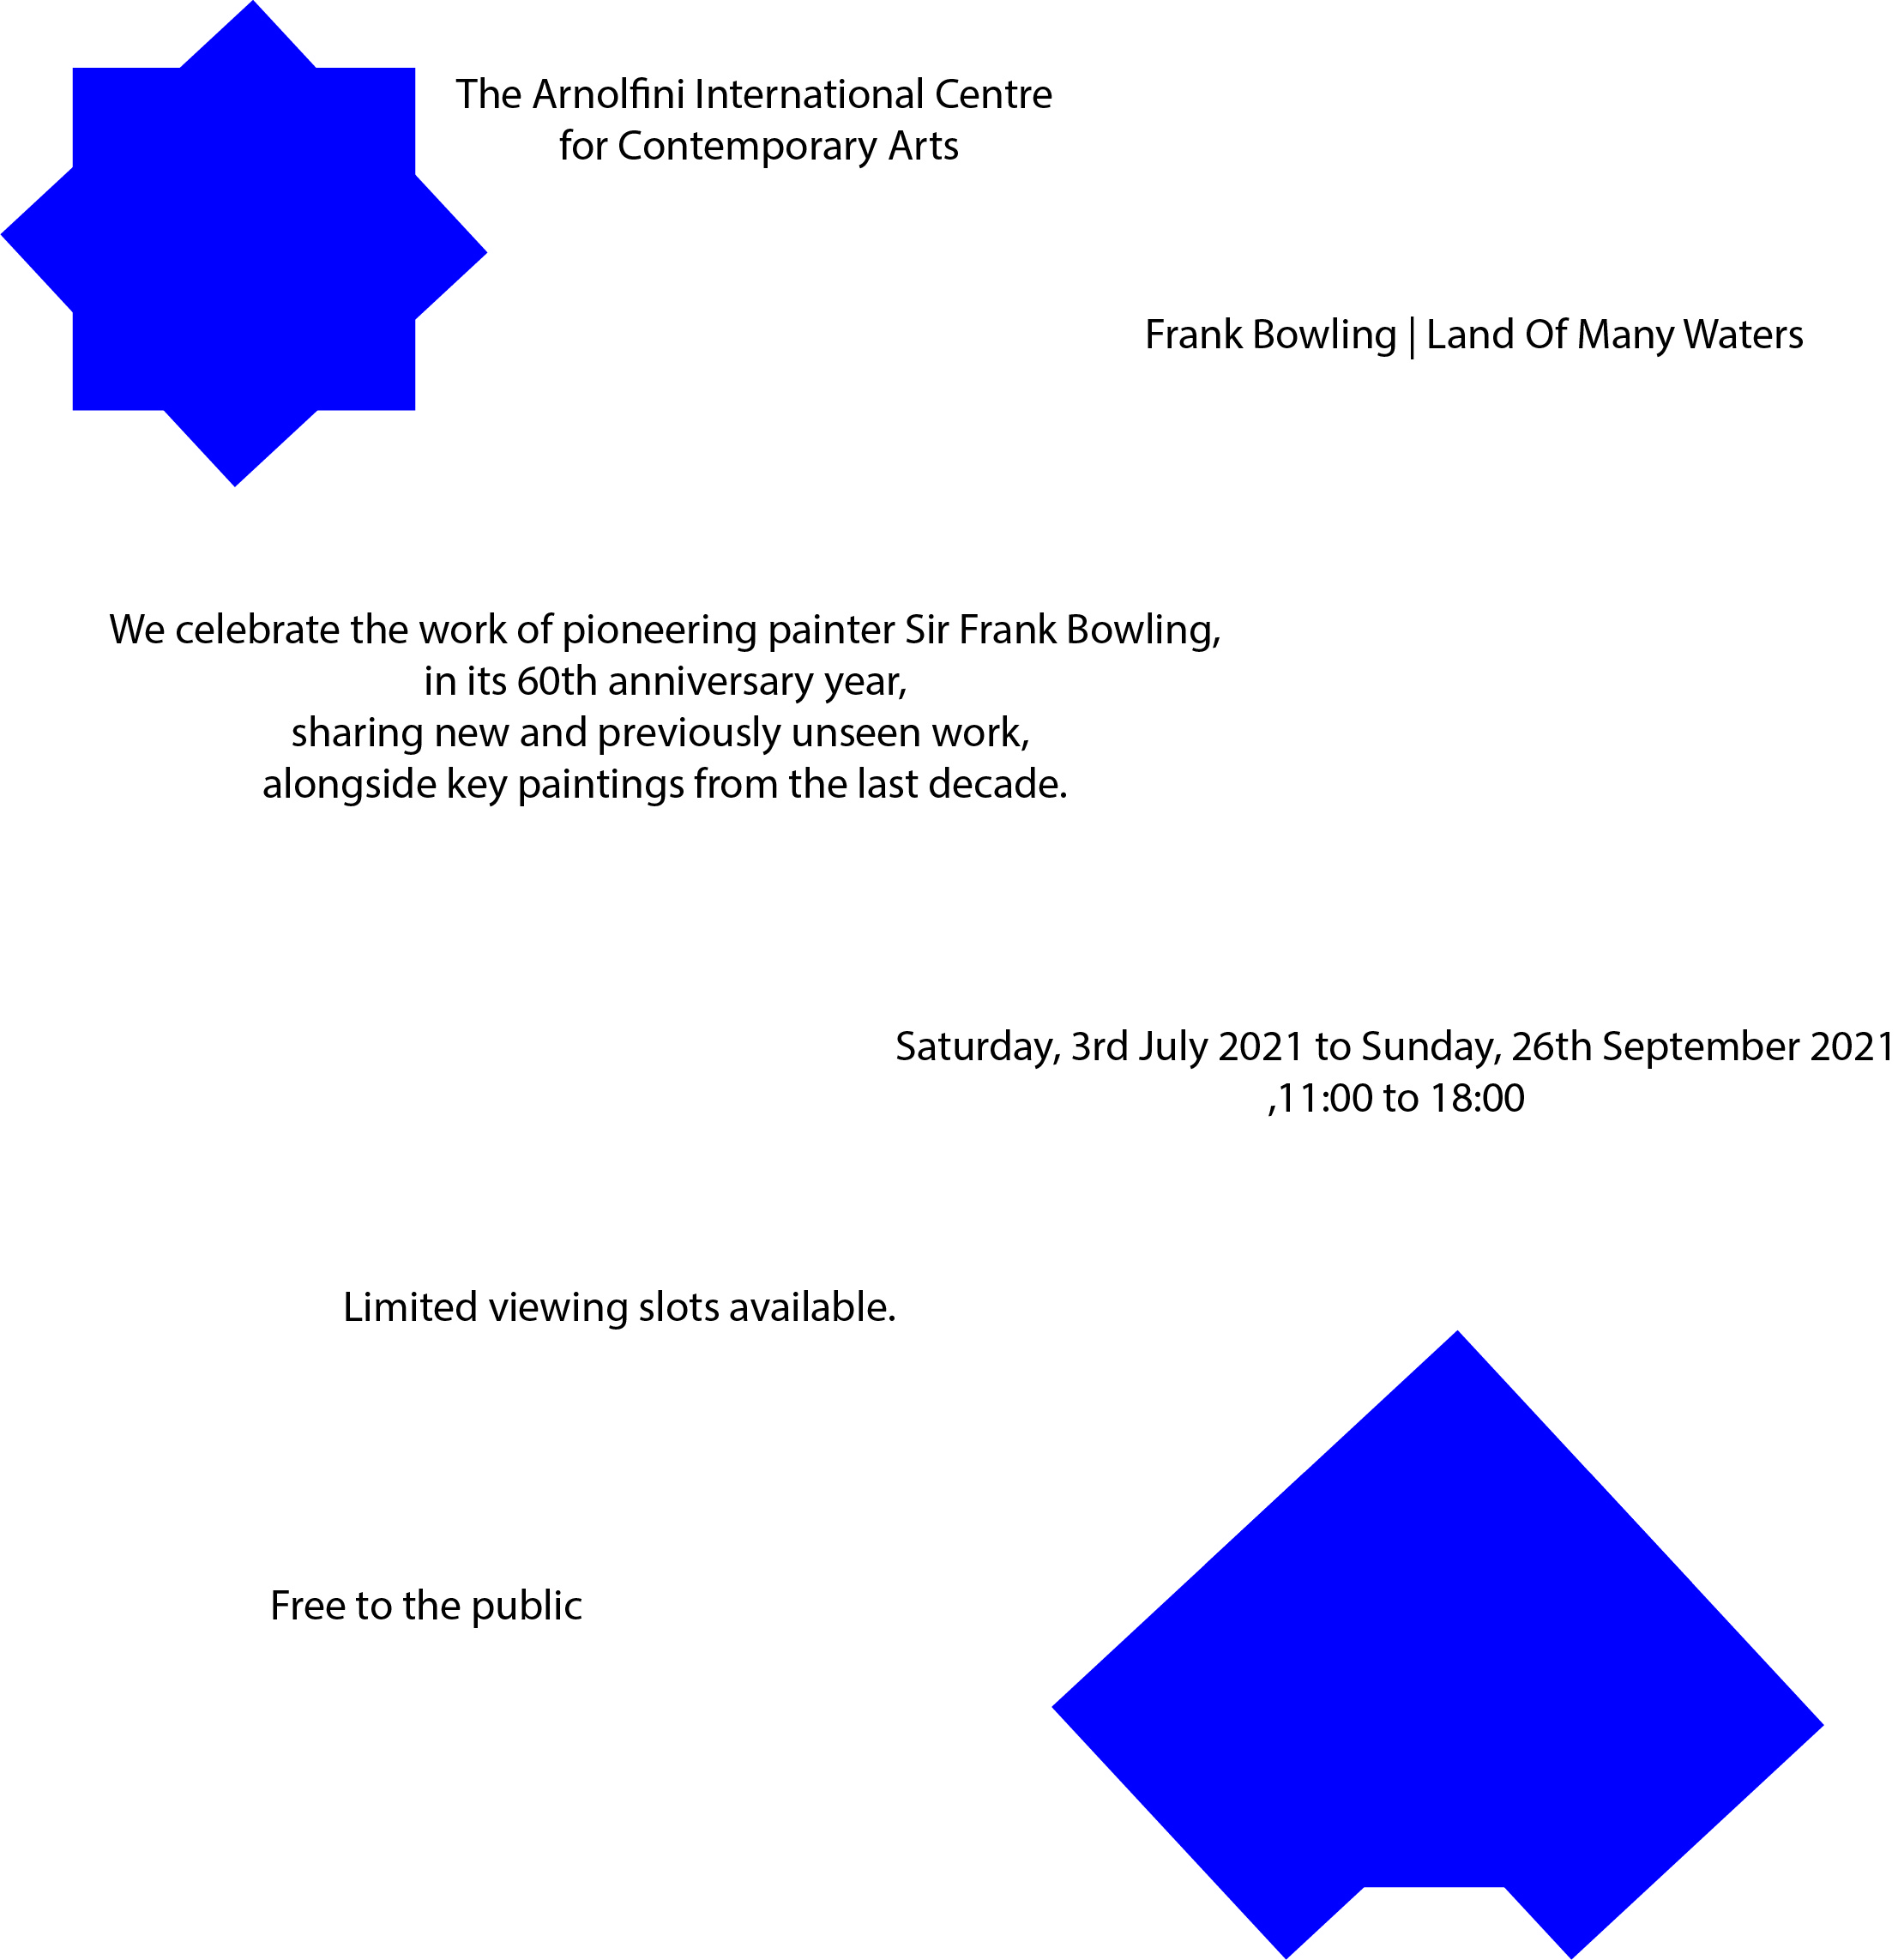 The Arnolfini International Centre
for Contemporary Arts
Frank Bowling | Land Of Many Waters
We celebrate the work of pioneering painter Sir Frank Bowling,
in its 60th anniversary year,
sharing new and previously unseen work,
alongside key paintings from the last decade.
Saturday, 3rd July 2021 to Sunday, 26th September 2021
,11:00 to 18:00
Limited viewing slots available.
Free to the public